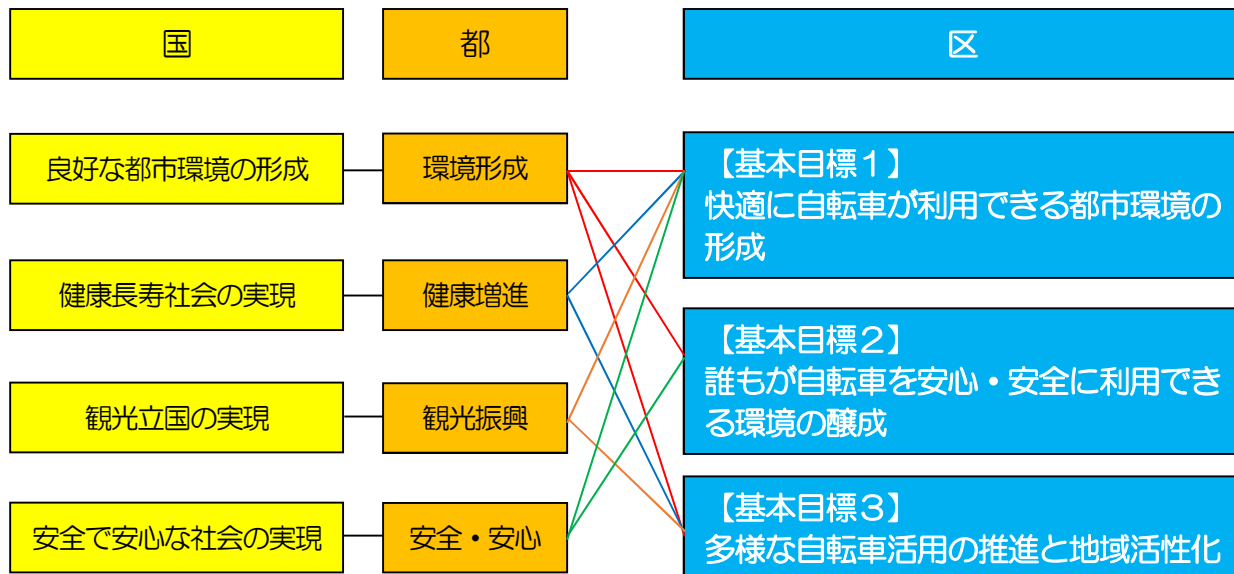 国
都
区
良好な都市環境の形成
環境形成
【基本目標１】
快適に自転車が利用できる都市環境の
形成
健康長寿社会の実現
健康増進
【基本目標２】
誰もが自転車を安心・安全に利用でき
る環境の醸成
観光立国の実現
観光振興
【基本目標３】
多様な自転車活用の推進と地域活性化
安全で安心な社会の実現
安全・安心